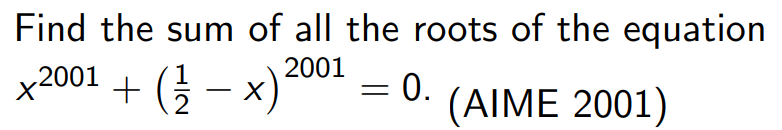 Find the sum of all the roots of the equation
x^2001 + (1/2 − x)^2001 = 0. (AIME 2001)